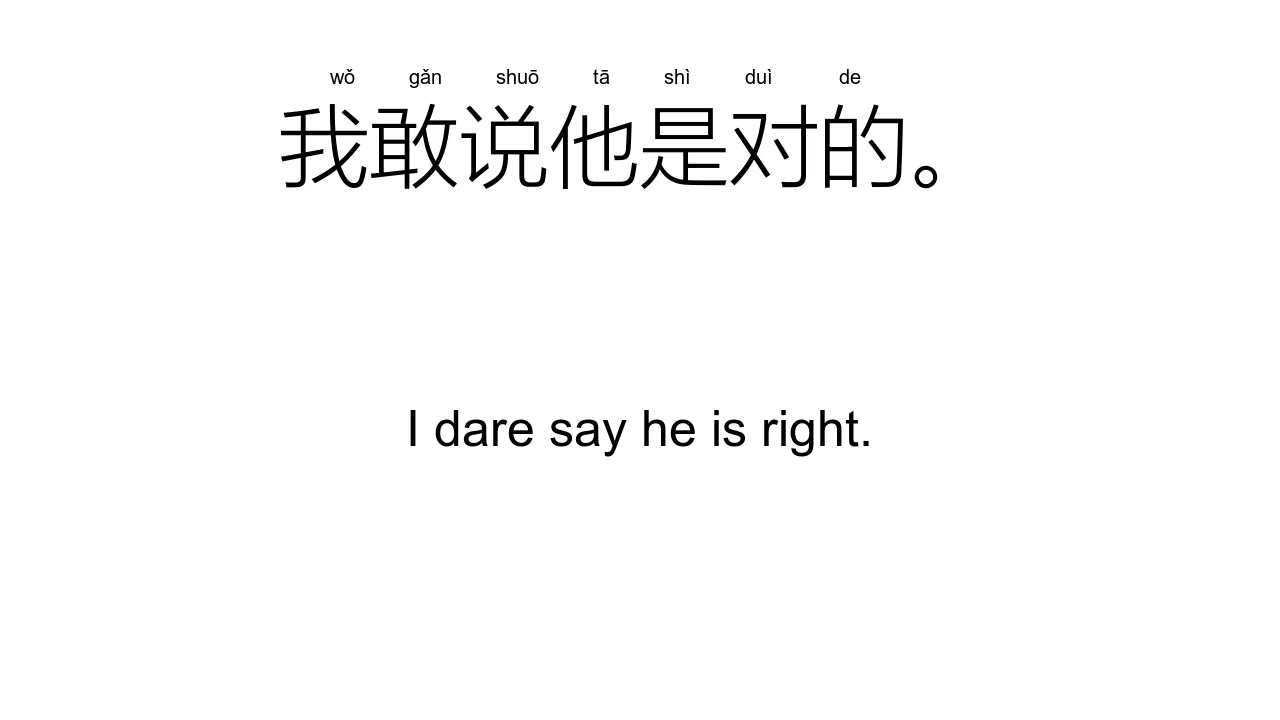 wǒ gǎn shuō tā shì duì de
我敢说他是对的。
I dare say he is right.